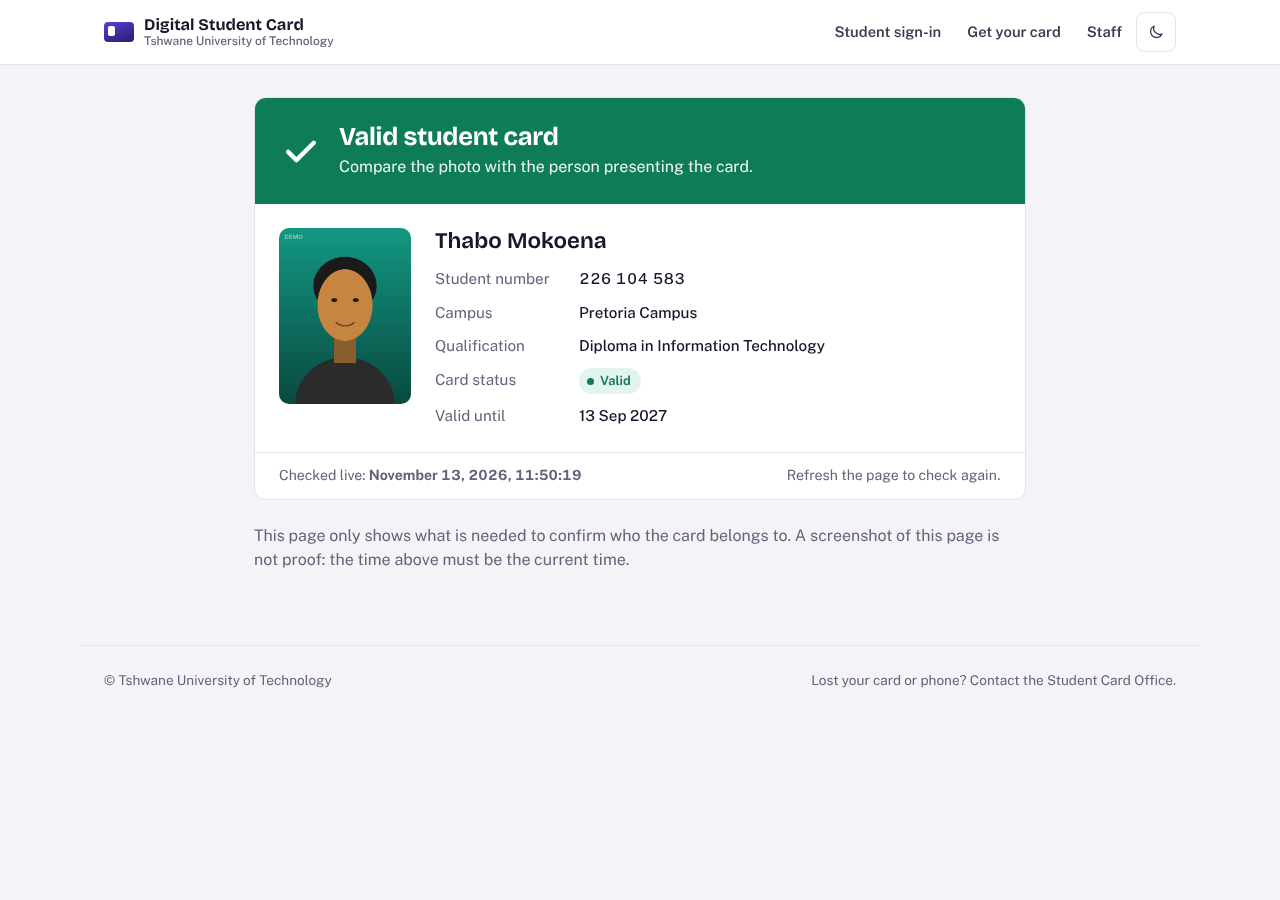 Digital Student Card
Tshwane University of Technology
Student sign-in
Get your card
Staff
Valid student card
Compare the photo with the person presenting the card.
DEMO
Thabo Mokoena
Student number 226 104 583
Campus Pretoria Campus
Qualification Diploma in Information Technology
Card status Valid
Valid until 13 Sep 2027
Checked live: November 13, 2026, 11:50:19
Refresh the page to check again.
This page only shows what is needed to confirm who the card belongs to. A screenshot of this page is
not proof: the time above must be the current time.
© Tshwane University of Technology
Lost your card or phone? Contact the Student Card Office.